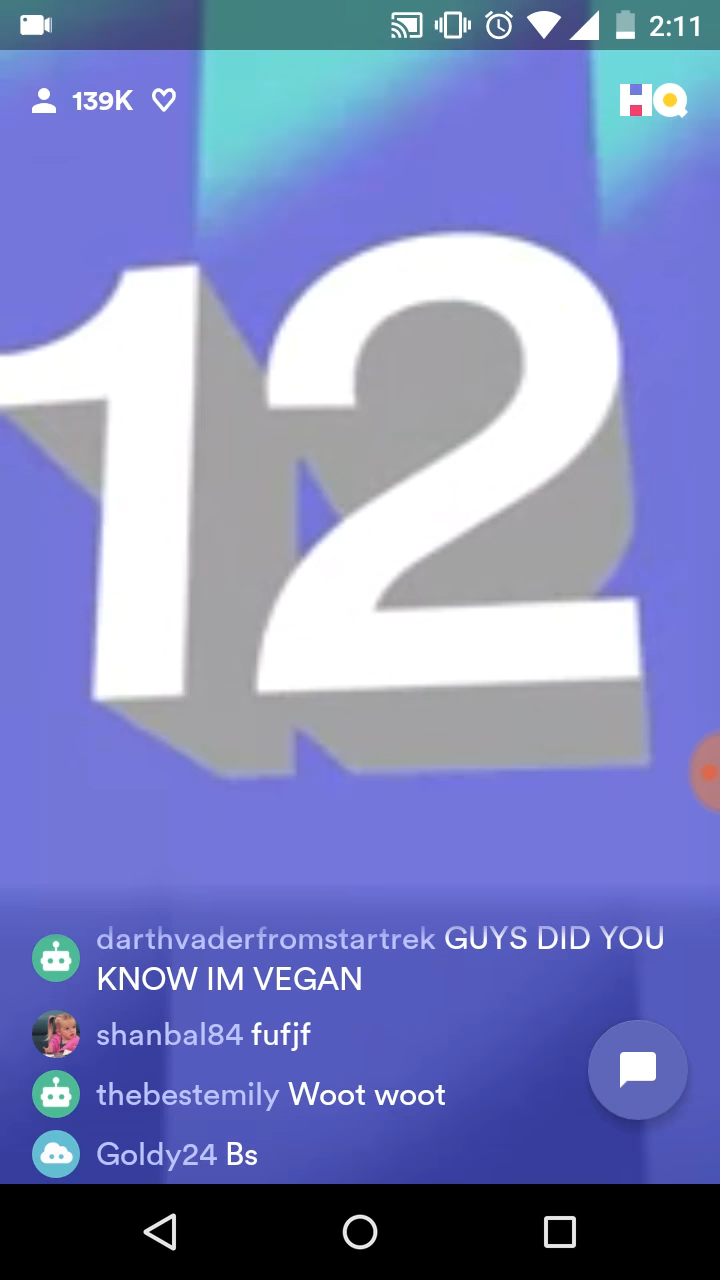 2:11
139K
HQ
12
darthvaderfromstartrek GUYS DID YOU
KNOW IM VEGAN
shanbal84 fufjf
thebestemily Woot woot
Goldy24 Bs